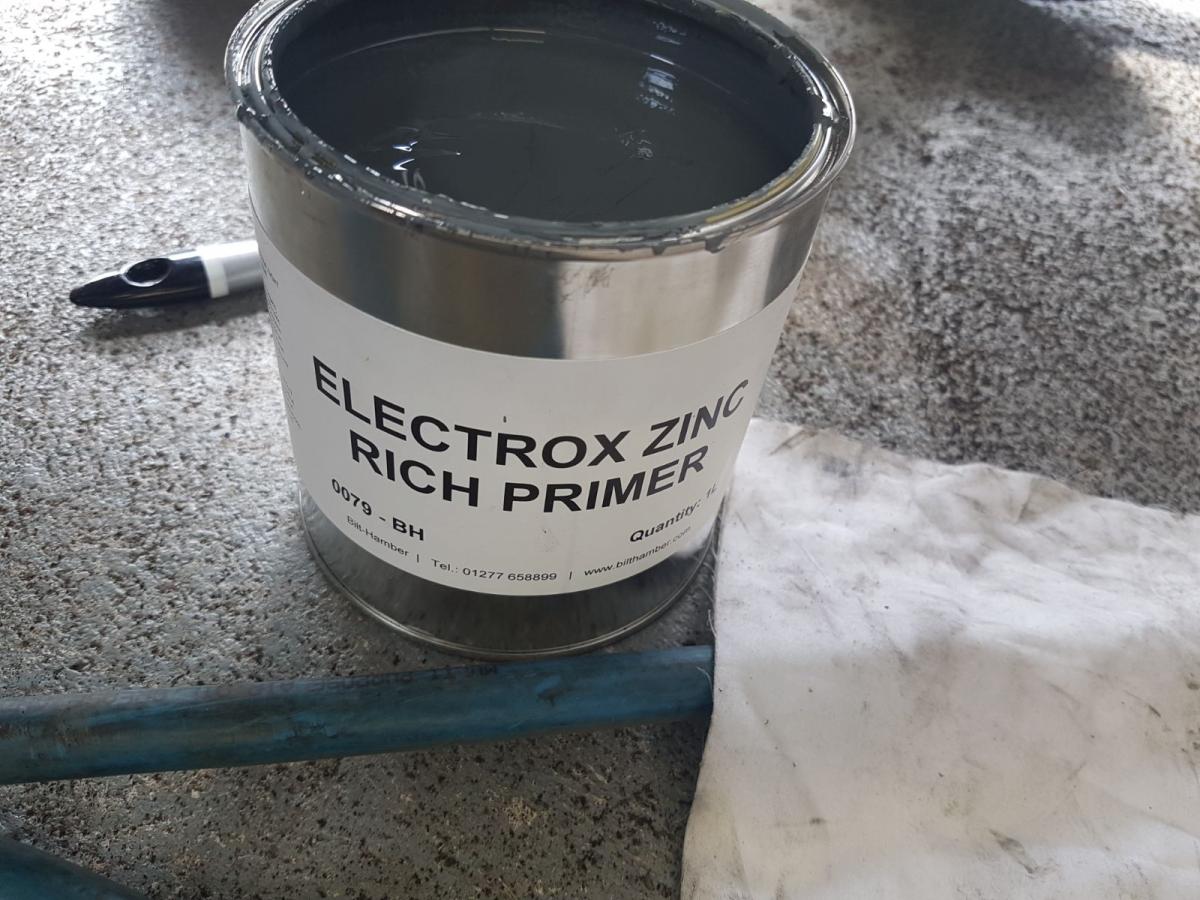 ELECTROX ZINC
RICH PRIMER
0079 - BH
Quantity: 1L
Bilt-Hamber | Tel.: 01277 658899 | www.bilthamber.com